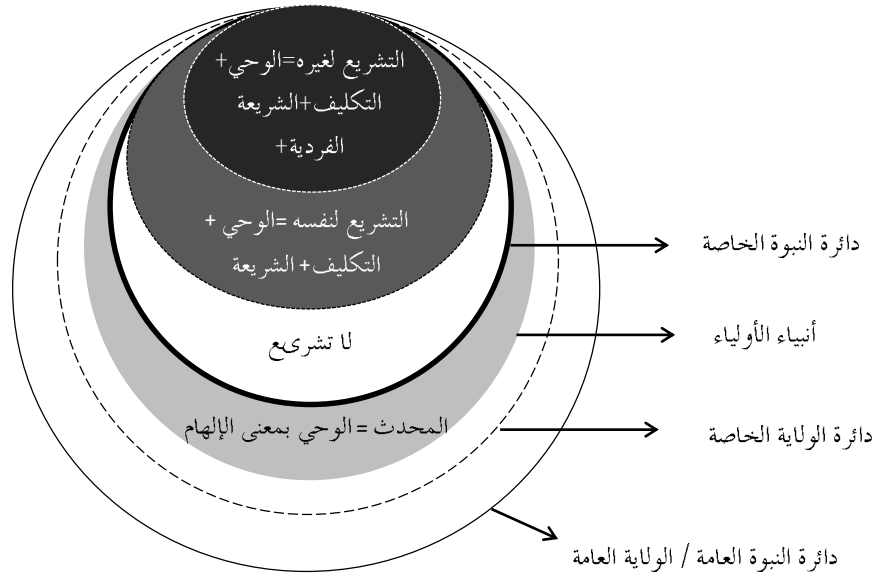 التشريع لغيره=الوحي+
التكليف+الشريعة
+الفردية
التشريع لنفسه =الوحي +
التكليف+ الشريعة
لا تشريع
المحدث = الوحي بمعنى الإلهام
دائرة النبوة الخاصة
أنبياء الأولياء
دائرة الولاية الخاصة
دائرة النبوة العامة / الولاية العامة